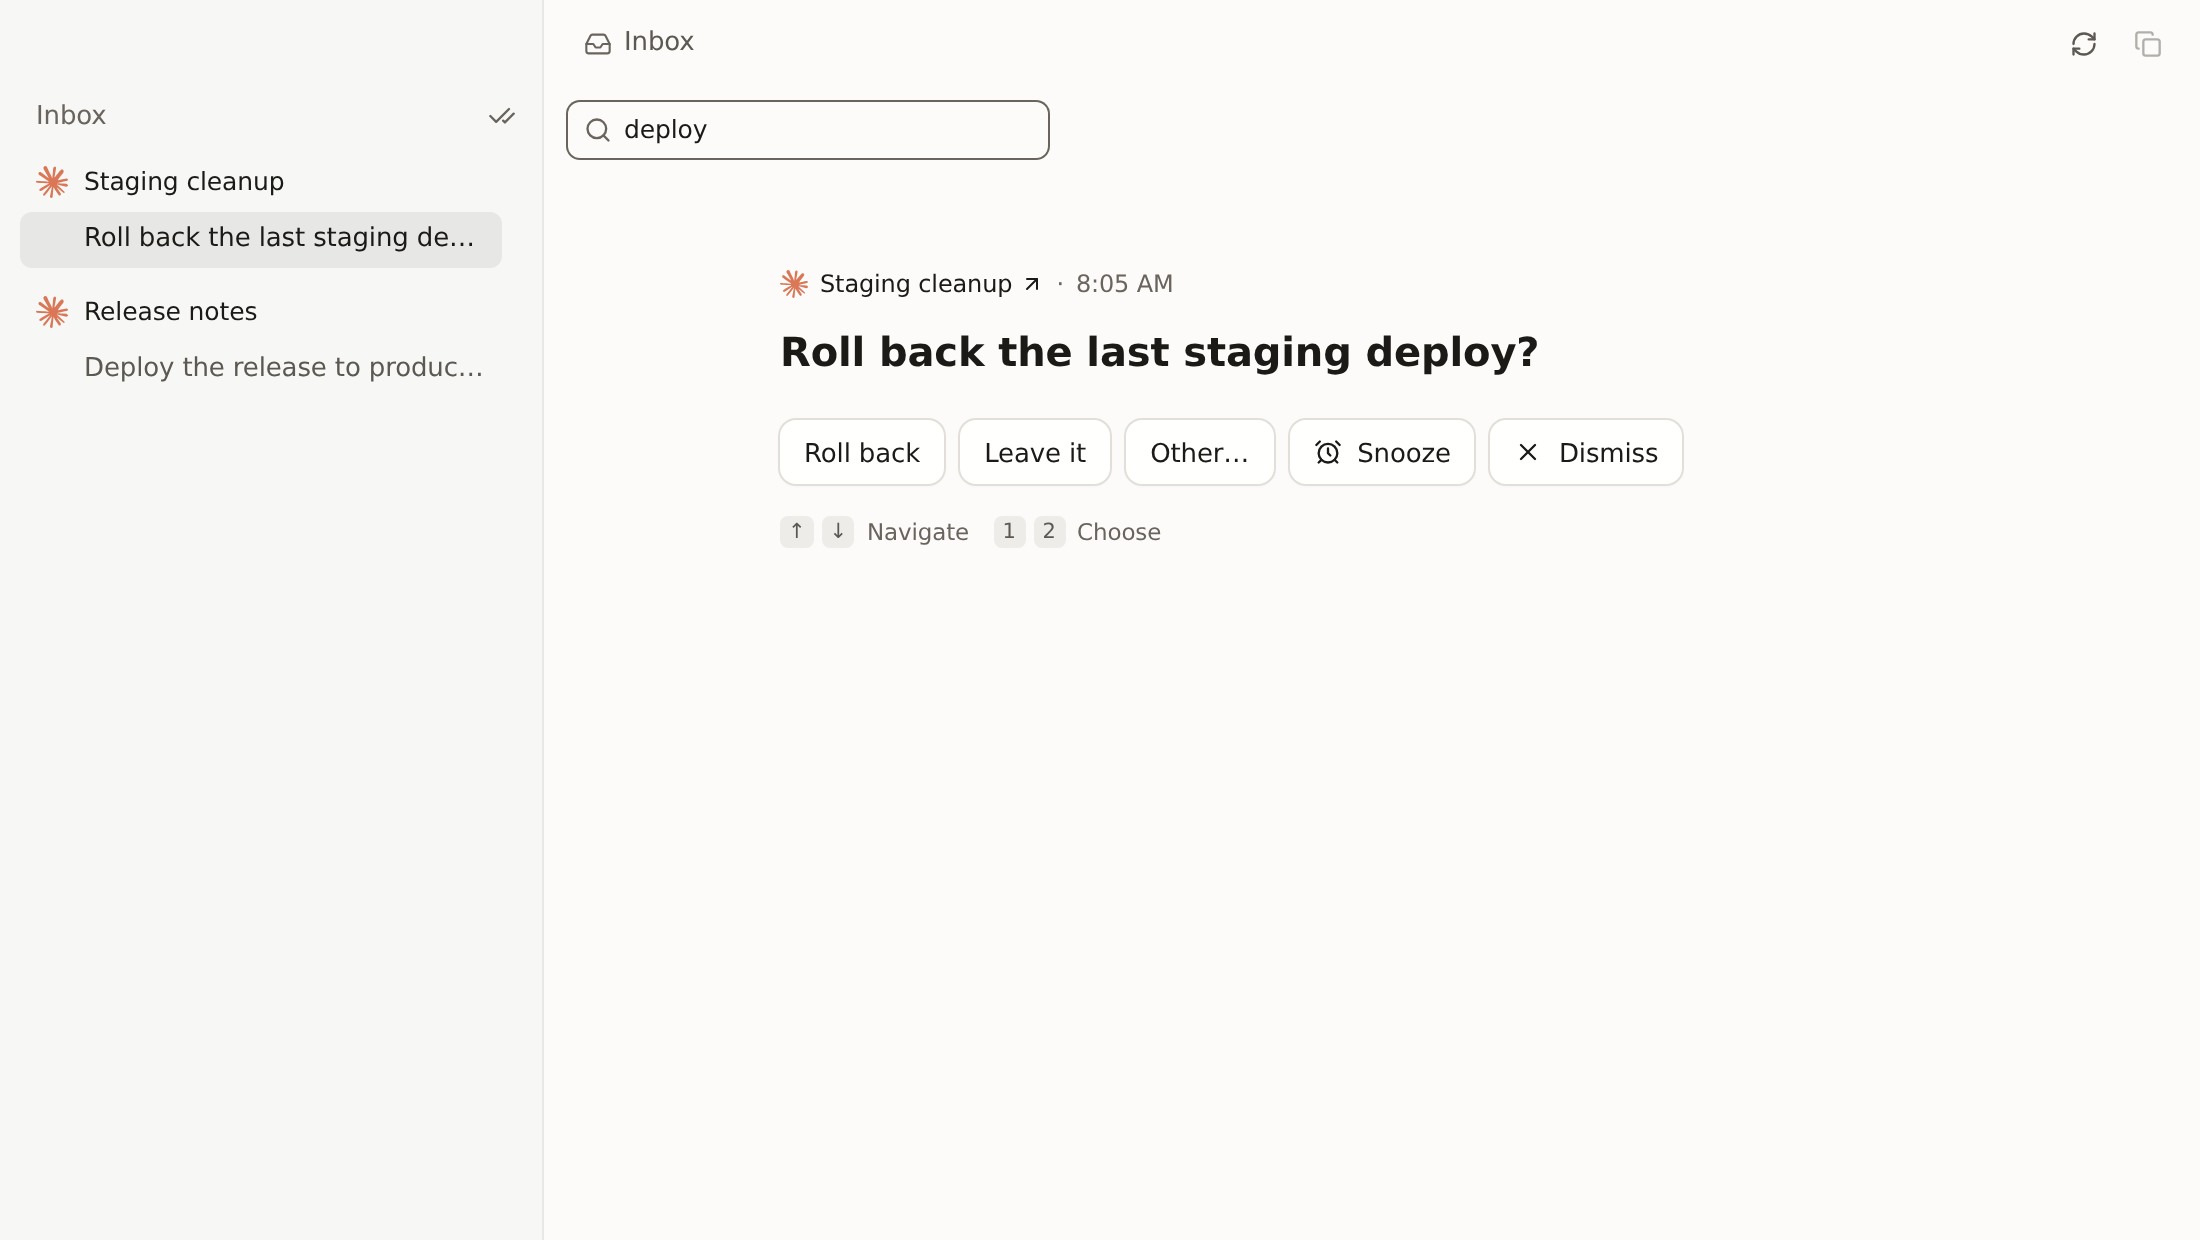 Inbox
Staging cleanup
Roll back the last staging de…
Release notes
Deploy the release to produc…
Inbox
deploy
Staging cleanup · 8:05 AM
Roll back the last staging deploy?
Roll back Leave it Other… Snooze Dismiss
↑ ↓ Navigate 1 2 Choose